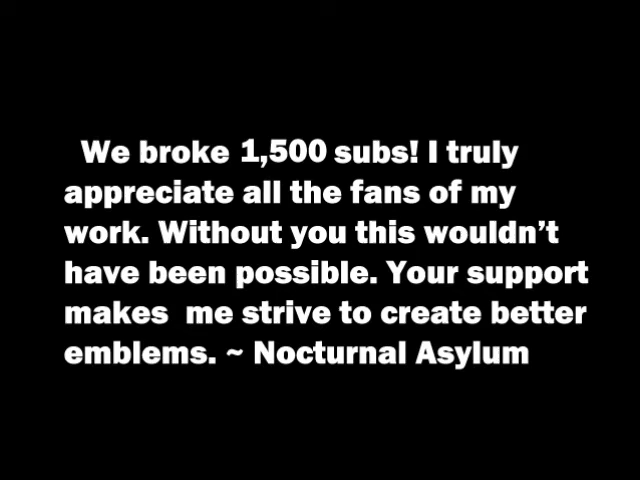 We broke 1,500 subs! I truly
appreciate all the fans of my
work. Without you this wouldn’t
have been possible. Your support
makes  me strive to create better
emblems. ~ Nocturnal Asylum